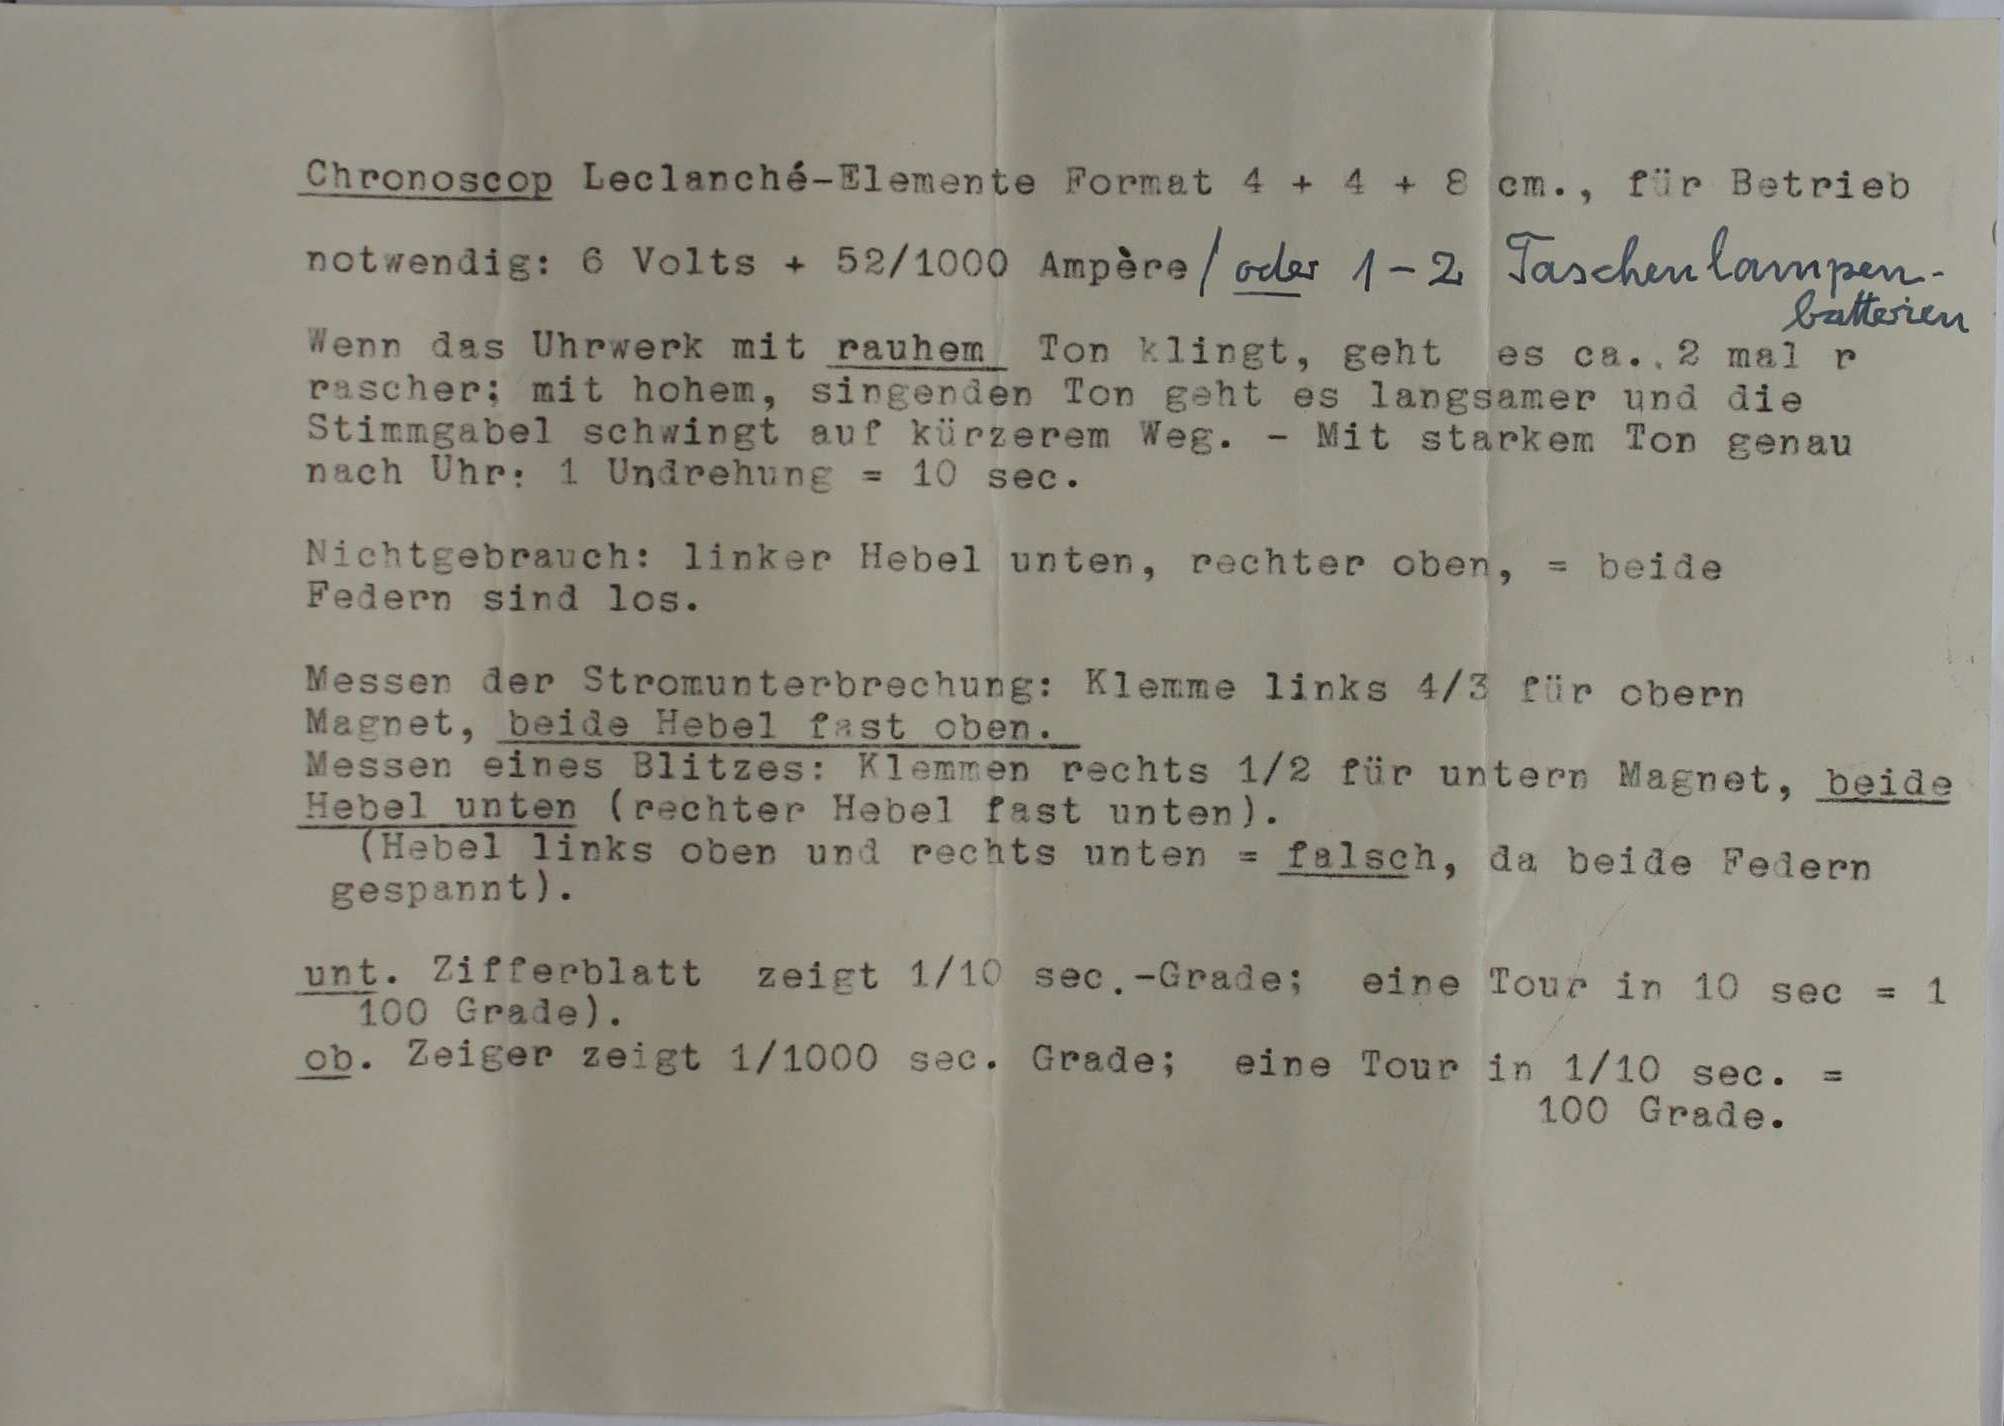 Chronoscop Leclanché-Elemente Format 4 + 4 + 8 cm., für Betrieb
notwendig: 6 Volts + 52/1000 Ampère/ oder 1-2 Taschenlampen-
batterien
Wenn das Uhrwerk mit rauhem Ton klingt, geht es ca.. 2 mal r
rascher; mit hohem, singenden Ton geht es langsamer und die
Stimmgabel schwingt auf kürzerem Weg. - Mit starkem Ton genau
nach Uhr: 1 Undrehung = 10 sec.
Nichtgebrauch: linker Hebel unten, rechter oben, = beide
Federn sind los.
Messen der Stromunterbrechung: Klemme links 4/3 für obern
Magnet, beide Hebel fast oben.
Messen eines Blitzes: Klemmen rechts 1/2 für untern Magnet, beide
Hebel unten (rechter Hebel fast unten).
(Hebel links oben und rechts unten = falsch, da beide Federn
gespannt).
unt. Zifferblatt zeigt 1/10 sec.-Grade; eine Tour in 10 sec = 1
100 Grade).
ob. Zeiger zeigt 1/1000 sec. Grade; eine Tour in 1/10 sec. =
100 Grade.